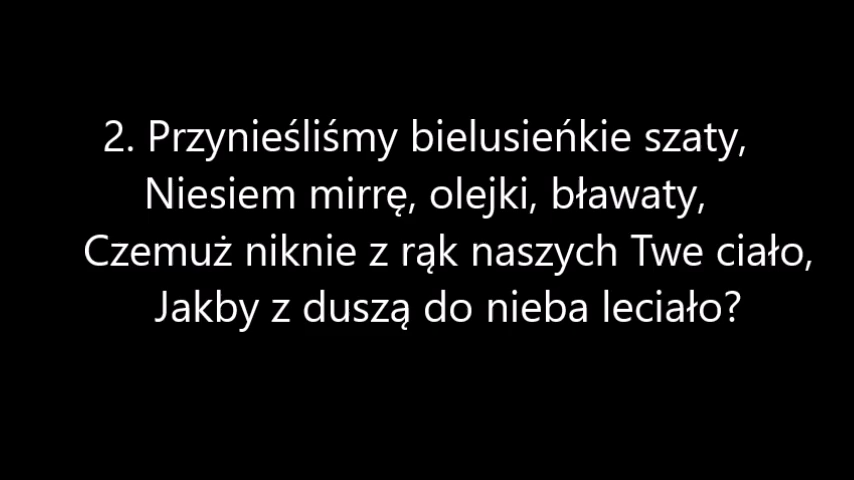 2. Przynieśliśmy bielusieńkie szaty,
Niesiem mirrę, olejki, bławaty,
Czemuż niknie z rąk naszych Twe ciało,
Jakby z duszą do nieba leciało?